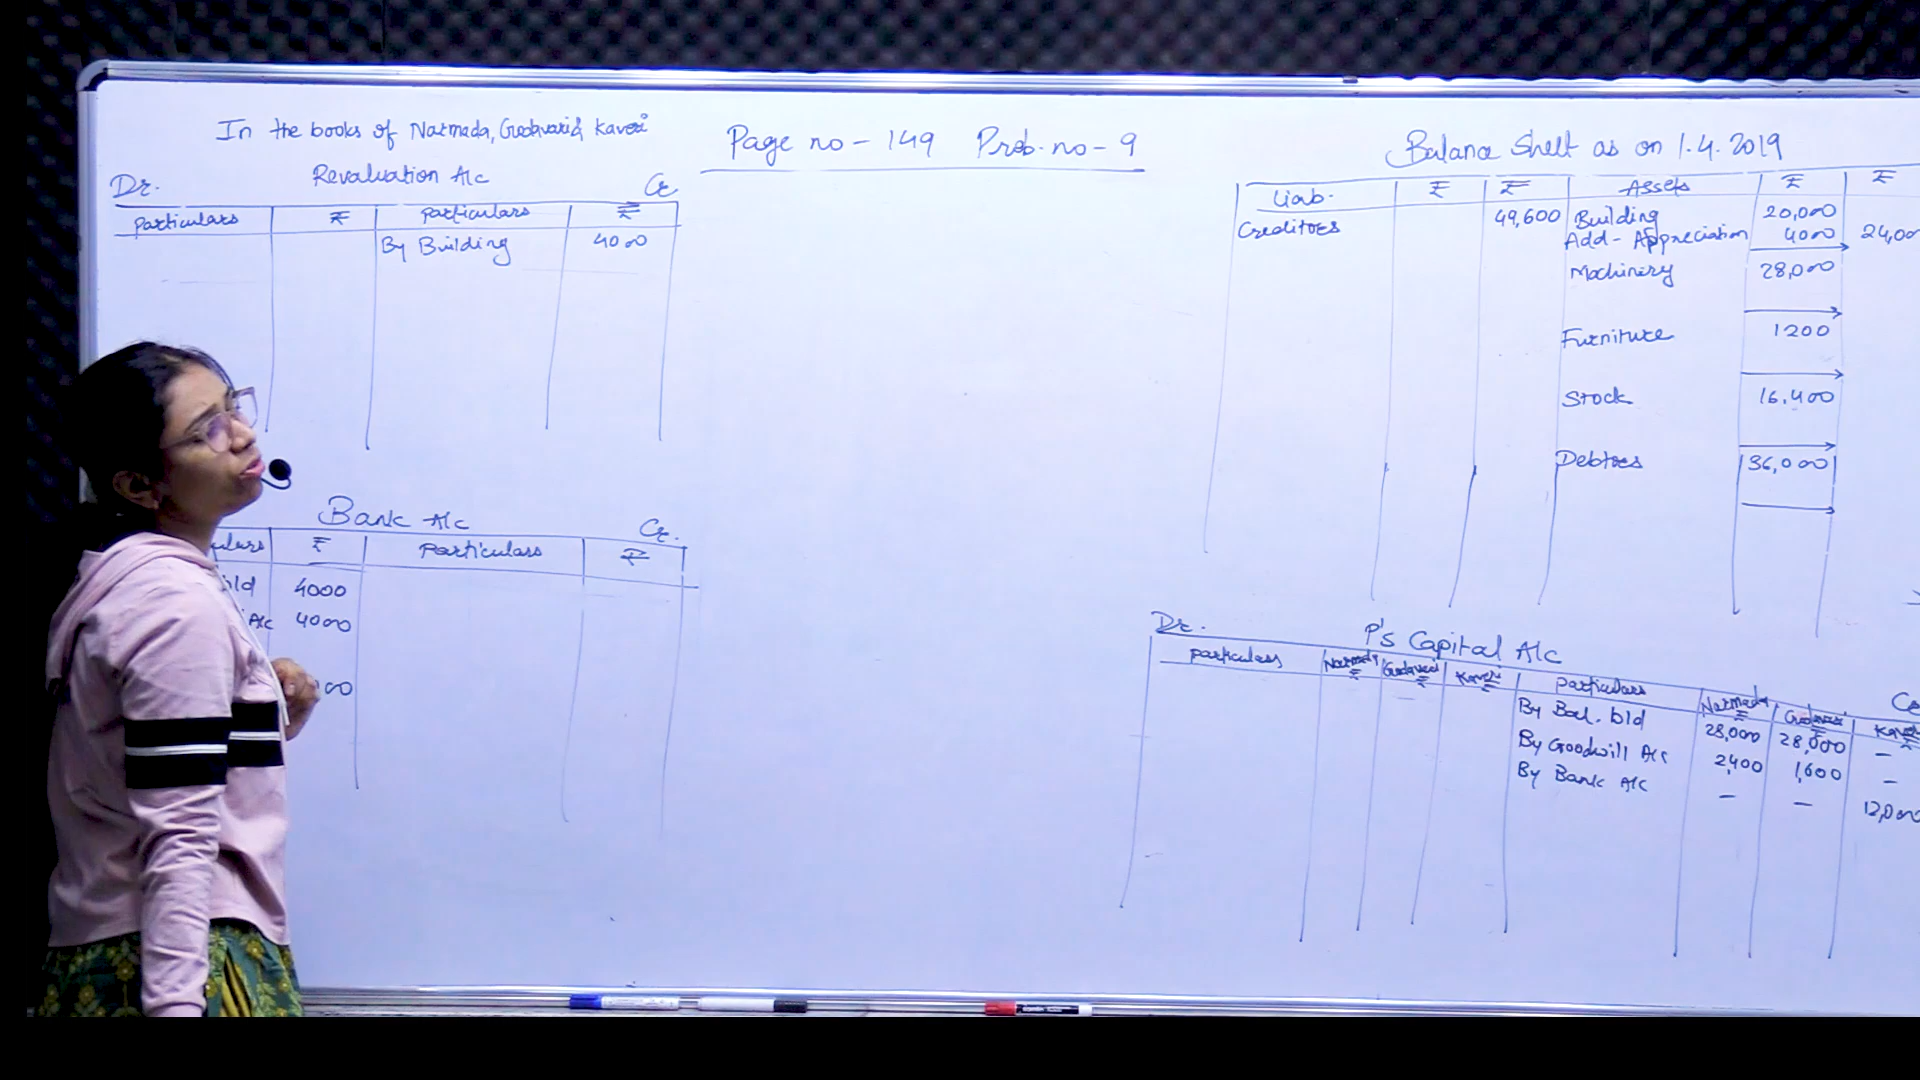 In the books of Narmada, Godavari & Kaveri
Revaluation A/c
Dr. Cr.
Particulars ₹ Particulars ₹
By Building 4000
Page no - 149 Prob. no - 9
Balance Sheet as on 1.4.2019
Liab. ₹ ₹ Assets ₹ ₹
Creditors 49,600 Building 20,000
Add - Appreciation 4000 24,00
Machinery 28,000
Furniture 1200
Stock 16,400
Debtors 36,000
Bank A/c Cr.
ulars ₹ Particulars ₹
bld 4000
A/c 4000
00
Dr. P's Capital A/c
Particulars Narmada ₹ Godavari ₹ Kaveri ₹ Particulars Narmada ₹ Godavari ₹
By Bal. b/d 28,000 28,000 -
By Goodwill A/c 2,400 1,600 -
By Bank A/c - - 12,000